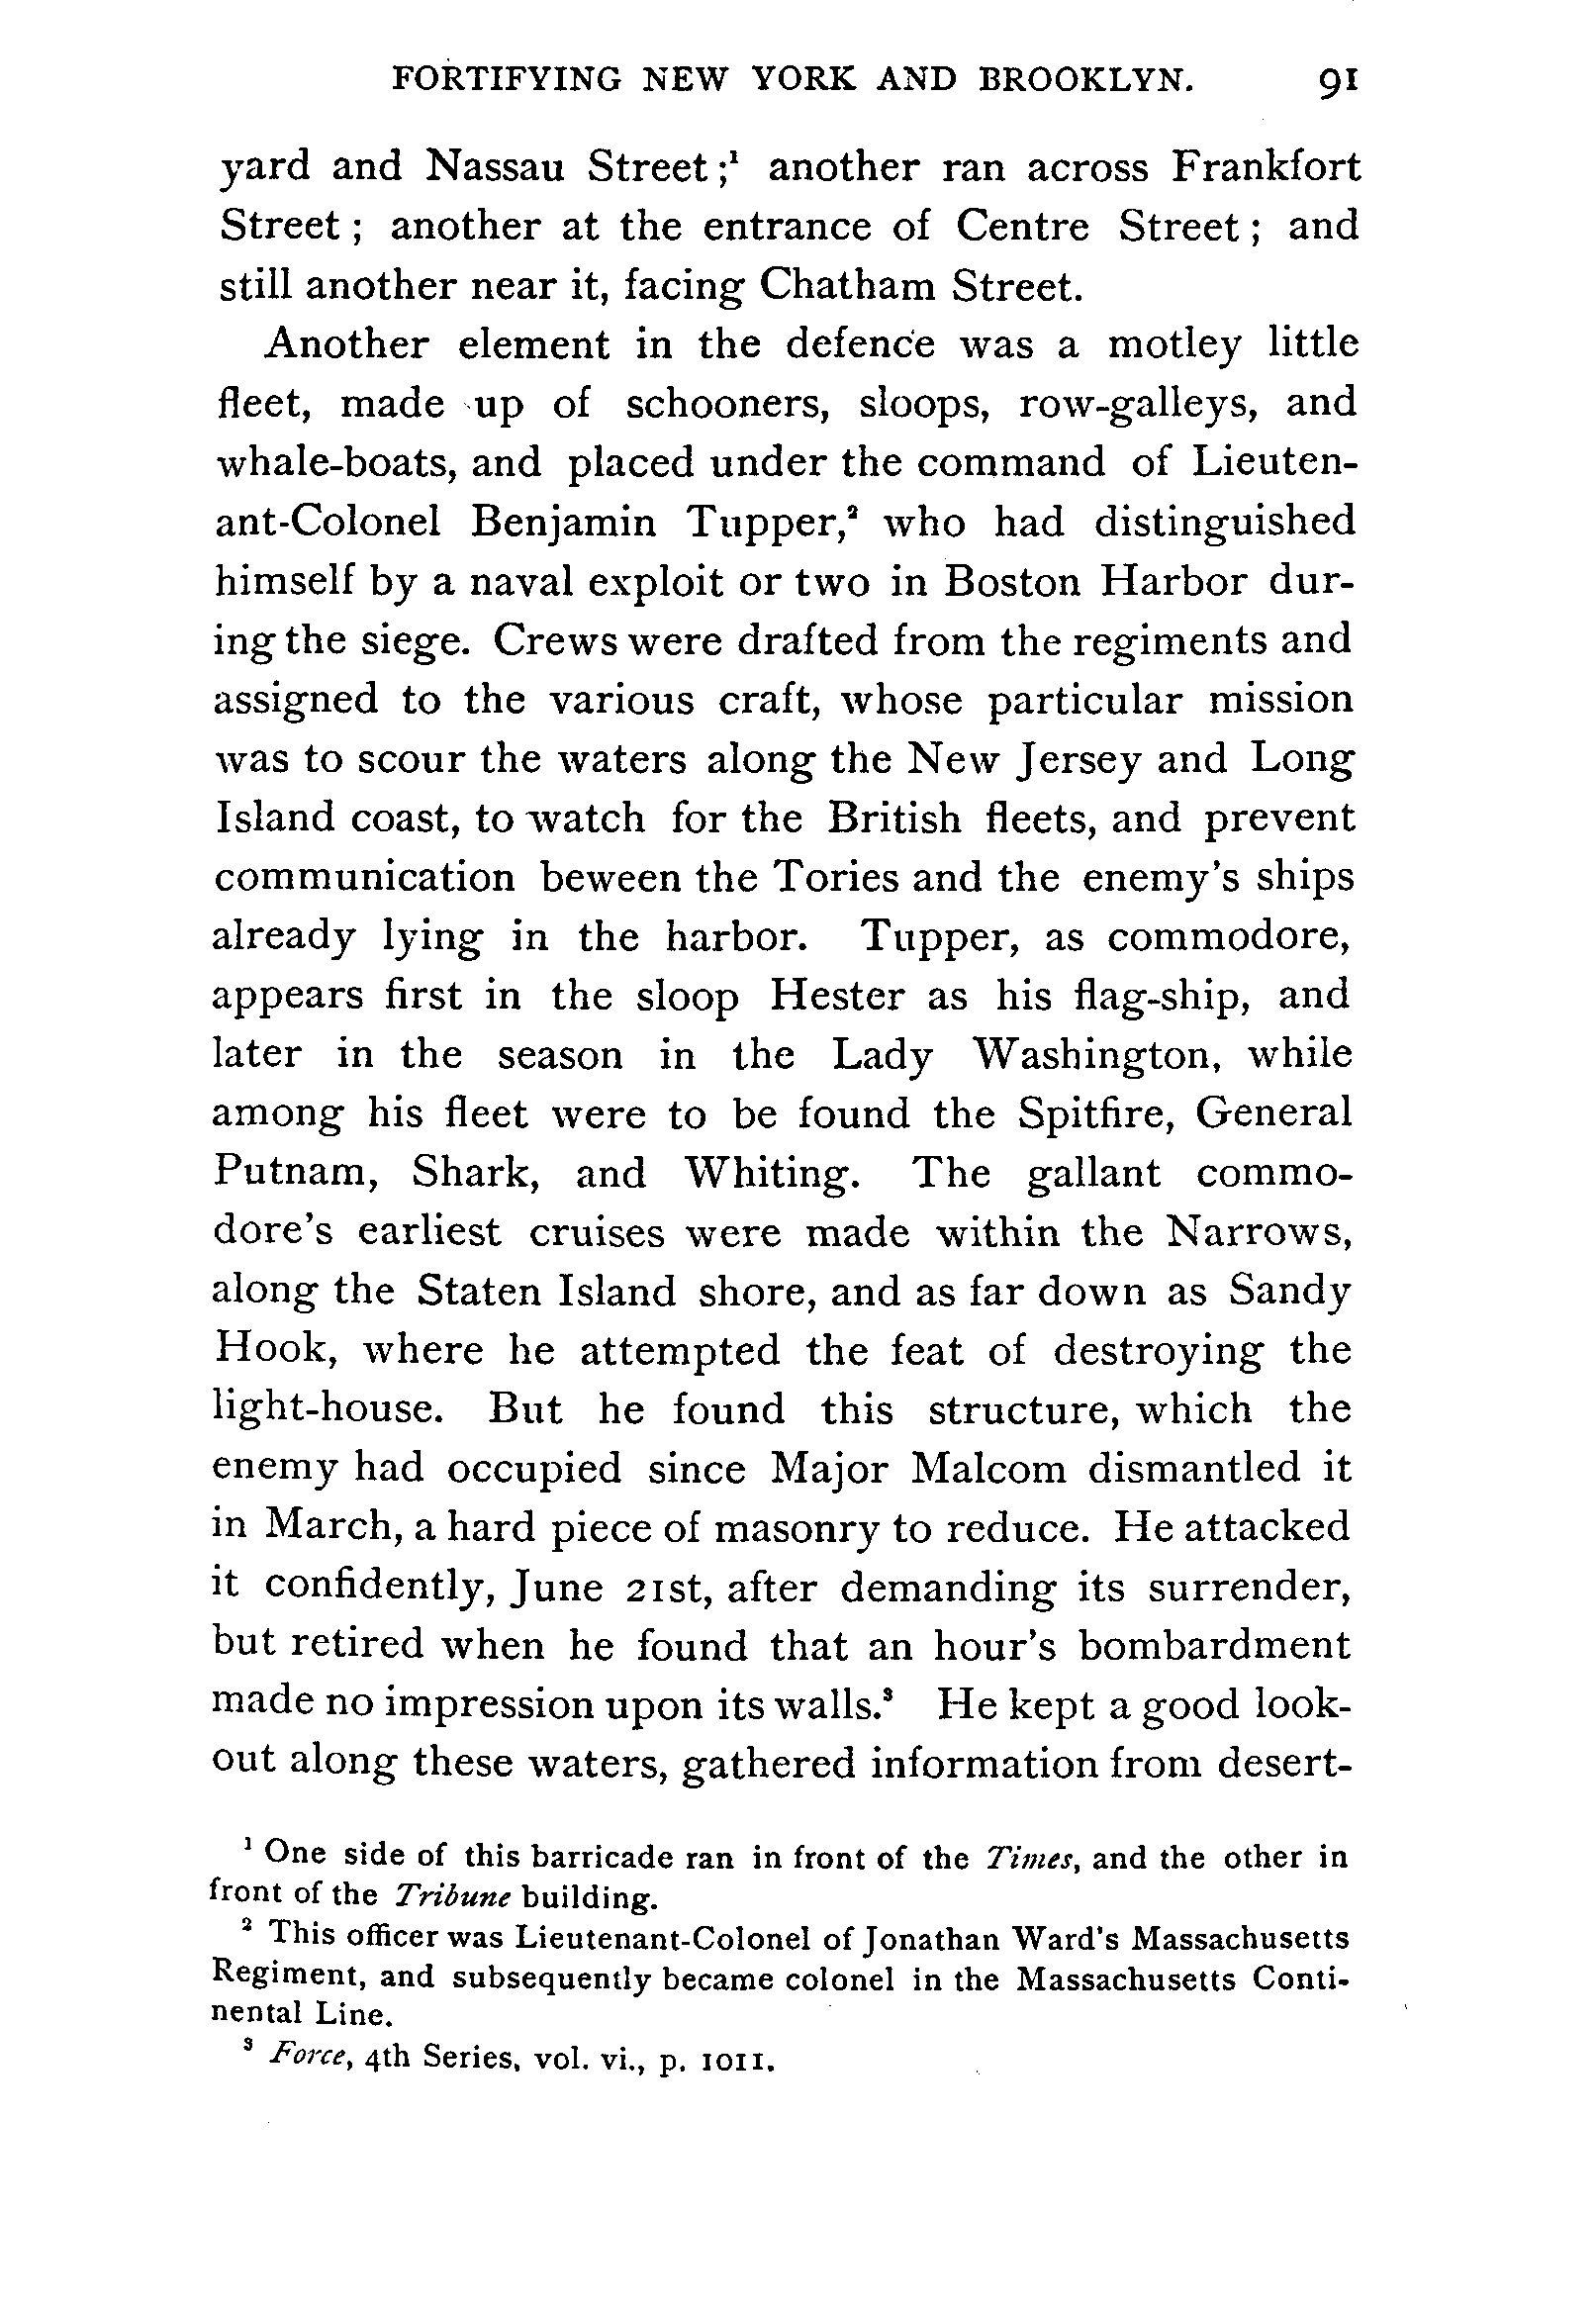 FORTIFYING NEW YORK AND BROOKLYN. 91
yard and Nassau Street;¹ another ran across Frankfort
Street; another at the entrance of Centre Street; and
still another near it, facing Chatham Street.
Another element in the defence was a motley little
fleet, made up of schooners, sloops, row-galleys, and
whale-boats, and placed under the command of Lieuten-
ant-Colonel Benjamin Tupper,² who had distinguished
himself by a naval exploit or two in Boston Harbor dur-
ing the siege. Crews were drafted from the regiments and
assigned to the various craft, whose particular mission
was to scour the waters along the New Jersey and Long
Island coast, to watch for the British fleets, and prevent
communication beween the Tories and the enemy's ships
already lying in the harbor. Tupper, as commodore,
appears first in the sloop Hester as his flag-ship, and
later in the season in the Lady Washington, while
among his fleet were to be found the Spitfire, General
Putnam, Shark, and Whiting. The gallant commo-
dore's earliest cruises were made within the Narrows,
along the Staten Island shore, and as far down as Sandy
Hook, where he attempted the feat of destroying the
light-house. But he found this structure, which the
enemy had occupied since Major Malcom dismantled it
in March, a hard piece of masonry to reduce. He attacked
it confidently, June 21st, after demanding its surrender,
but retired when he found that an hour's bombardment
made no impression upon its walls.³ He kept a good look-
out along these waters, gathered information from desert-
¹ One side of this barricade ran in front of the Times, and the other in
front of the Tribune building.
² This officer was Lieutenant-Colonel of Jonathan Ward's Massachusetts
Regiment, and subsequently became colonel in the Massachusetts Conti-
nental Line.
³ Force, 4th Series, vol. vi., p. 1011.